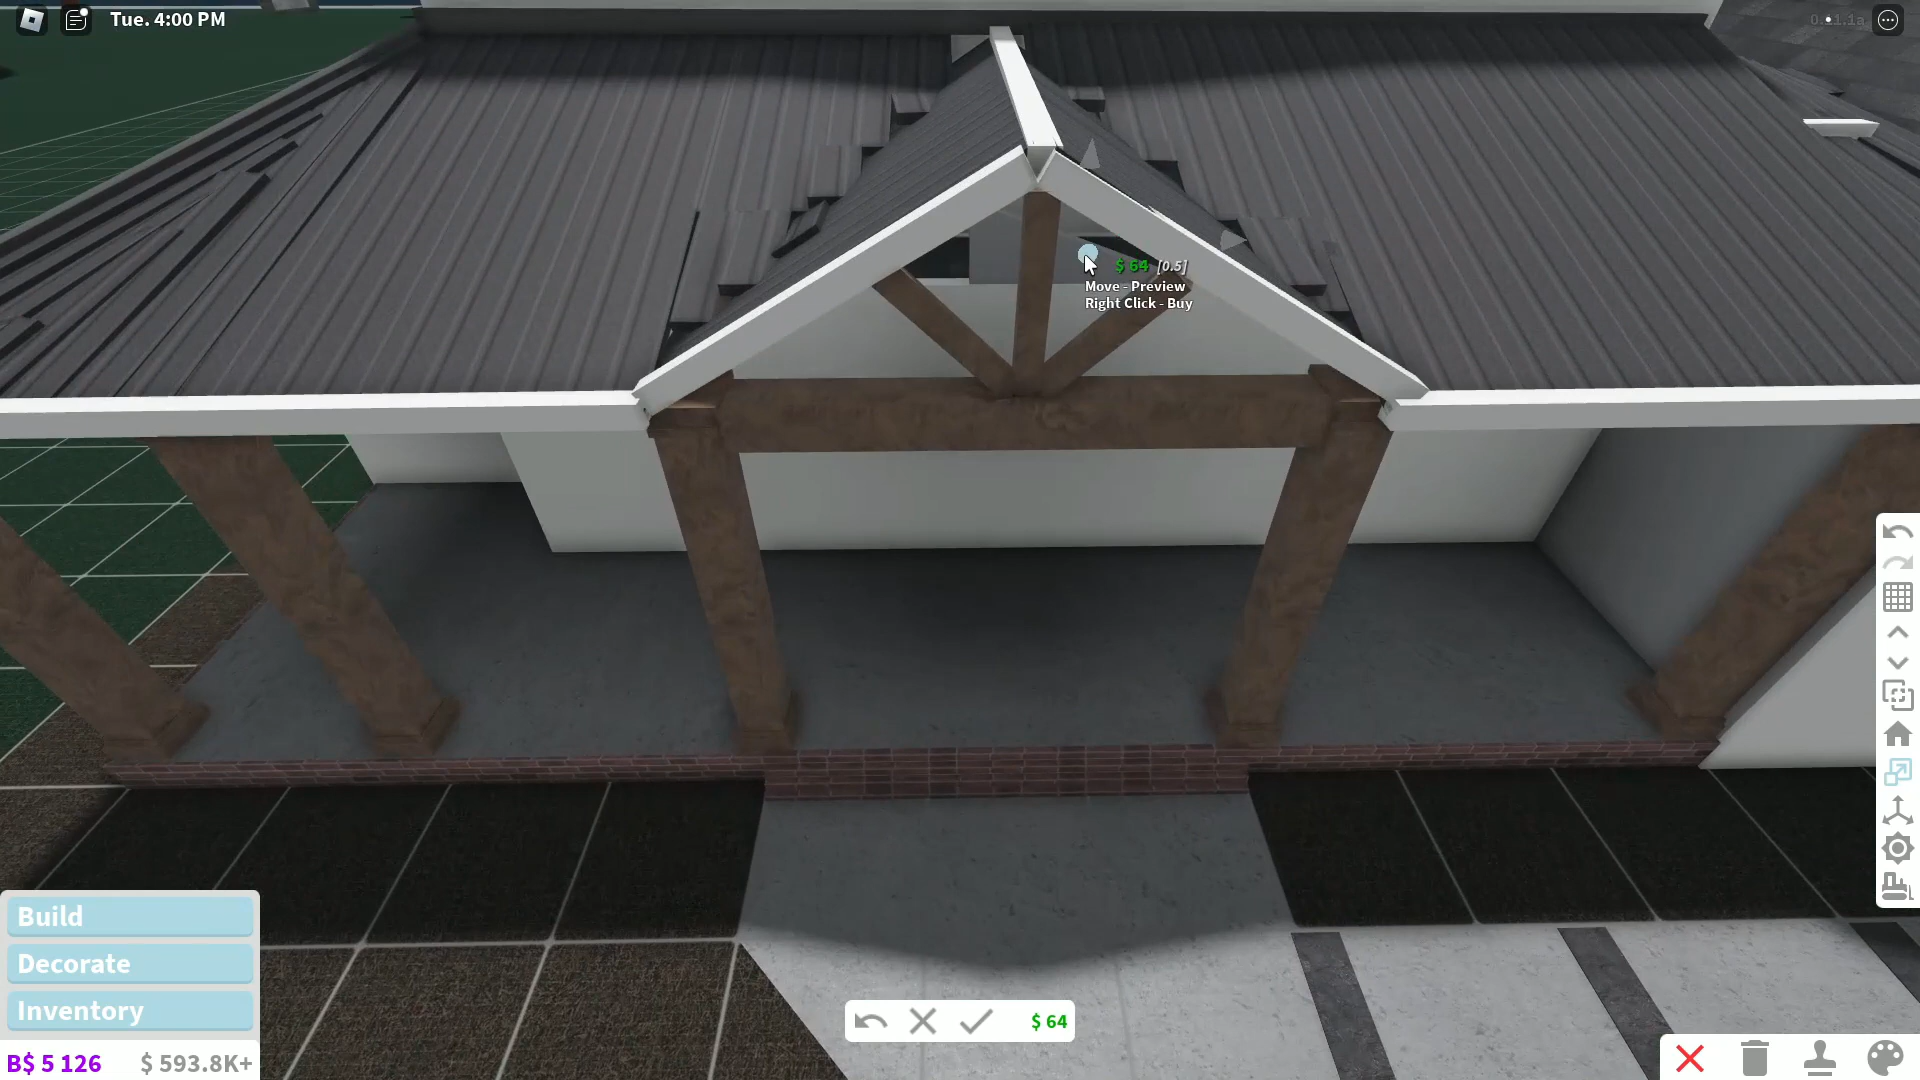 Tue. 4:00 PM
$ 64 [0.5]
Move - Preview
Right Click - Buy
Build
Decorate
Inventory
B$ 5 126 $ 593.8K+
$ 64